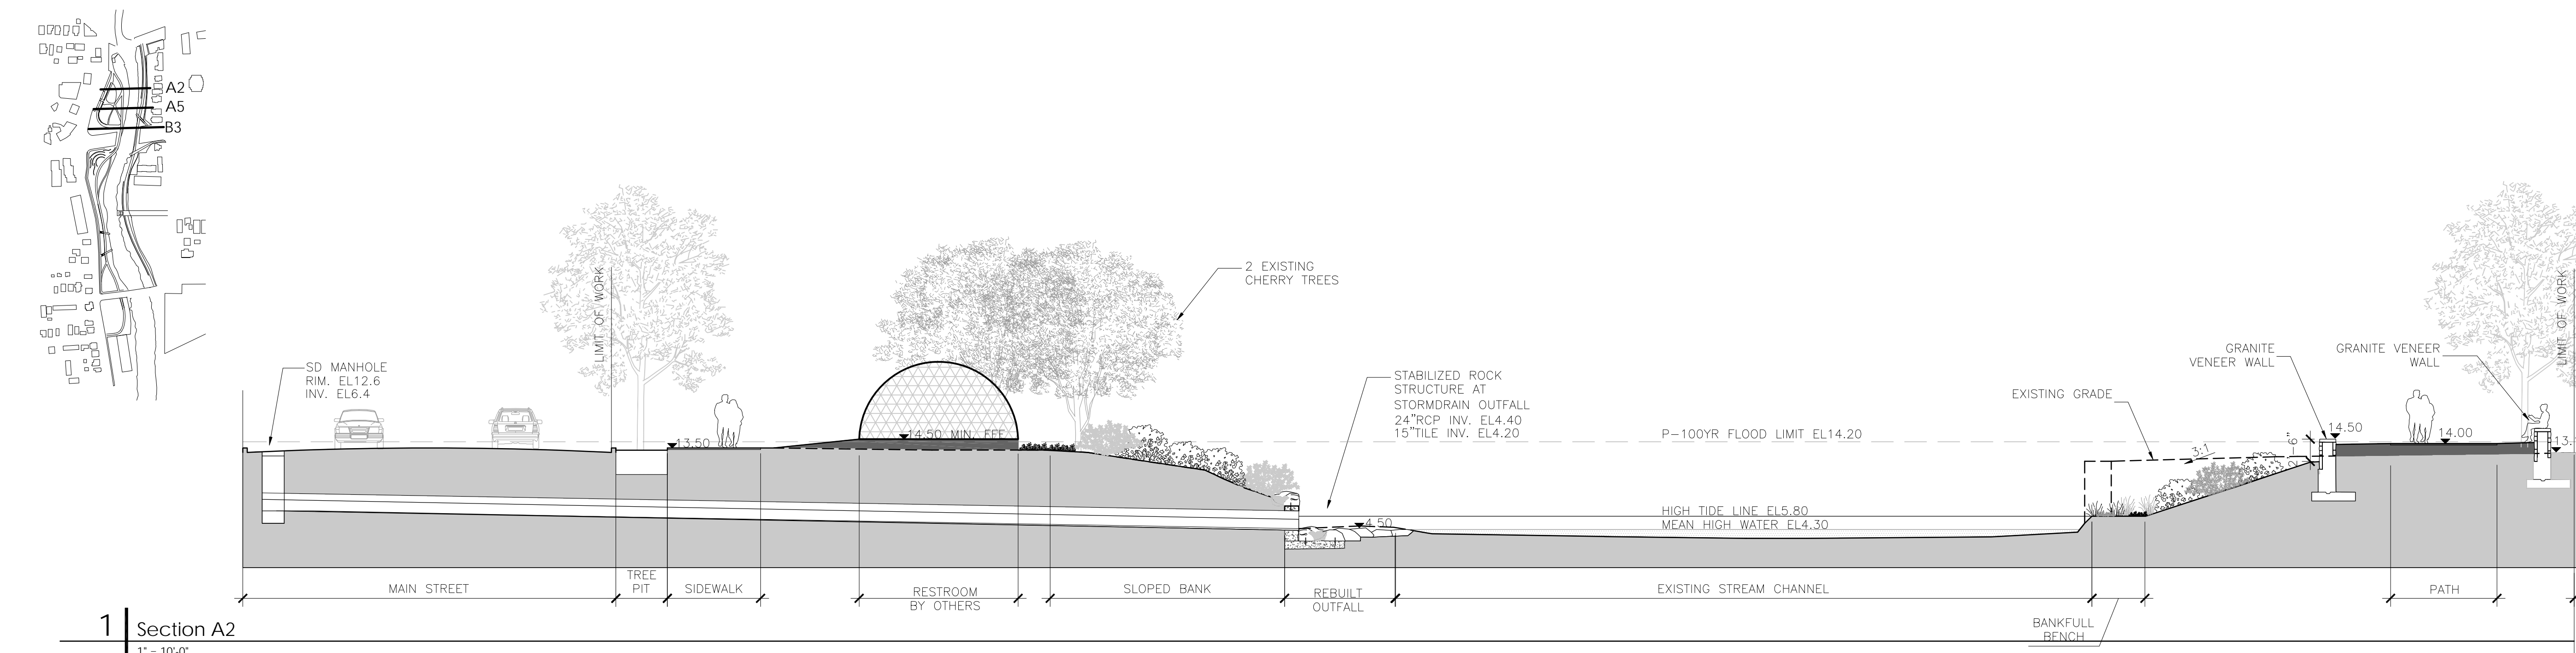 A2
A5
B3
SD MANHOLE
RIM. EL12.6
INV. EL6.4
LIMIT OF WORK
13.50
14.50 MIN. FFE
2 EXISTING
CHERRY TREES
STABILIZED ROCK
STRUCTURE AT
STORMDRAIN OUTFALL
24"RCP INV. EL4.40
15"TILE INV. EL4.20
4.50
P-100YR FLOOD LIMIT EL14.20
HIGH TIDE LINE EL5.80
MEAN HIGH WATER EL4.30
EXISTING GRADE
3:1
GRANITE
VENEER WALL
2'-6"
14.50
GRANITE VENEER
WALL
14.00
LIMIT OF WORK
MAIN STREET
TREE
PIT
SIDEWALK
RESTROOM
BY OTHERS
SLOPED BANK
REBUILT
OUTFALL
EXISTING STREAM CHANNEL
BANKFULL
BENCH
PATH
1
Section A2
1" = 10'-0"